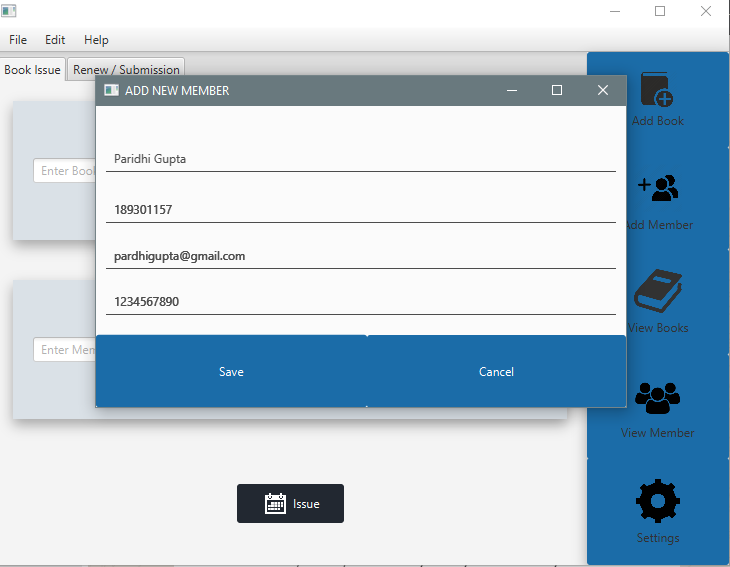 File Edit Help
Book Issue Renew / Submission
ADD NEW MEMBER
Paridhi Gupta
189301157
pardhigupta@gmail.com
1234567890
Save Cancel
Enter Boo
Enter Mem
Issue
Add Book
Add Member
View Books
View Member
Settings